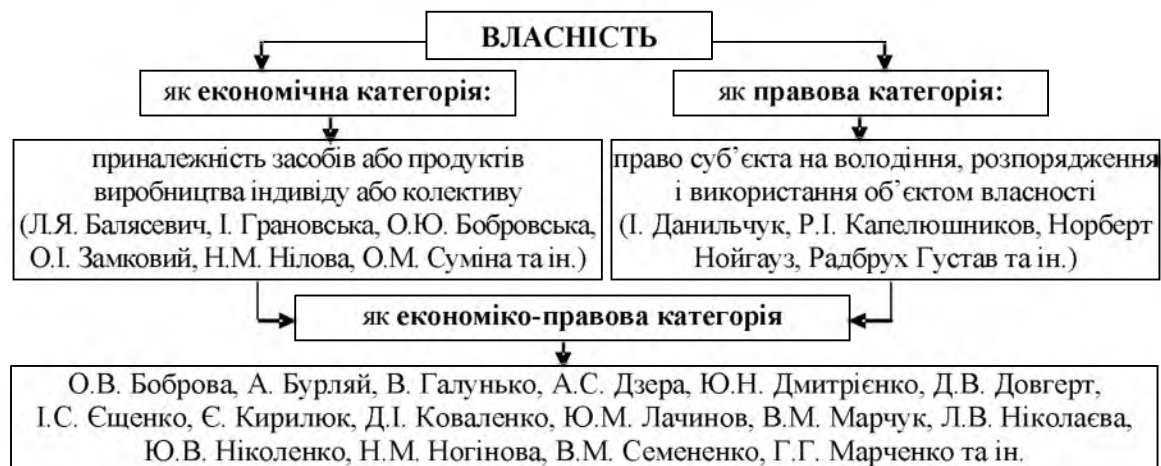 ВЛАСНІСТЬ
як економічна категорія:
як правова категорія:
приналежність засобів або продуктів
виробництва індивіду або колективу
(Л.Я. Балясевич, І. Грановська, О.Ю. Бобровська,
О.І. Замковий, Н.М. Нілова, О.М. Суміна та ін.)
право суб’єкта на володіння, розпорядження
і використання об’єктом власності
(І. Данильчук, Р.І. Капелюшников, Норберт
Нойгауз, Радбрух Густав та ін.)
як економіко-правова категорія
О.В. Боброва, А. Бурляй, В. Галунько, А.С. Дзера, Ю.Н. Дмитрієнко, Д.В. Довгерт,
І.С. Єщенко, Є. Кирилюк, Д.І. Коваленко, Ю.М. Лачинов, В.М. Марчук, Л.В. Ніколаєва,
Ю.В. Ніколенко, Н.М. Ногінова, В.М. Семененко, Г.Г. Марченко та ін.